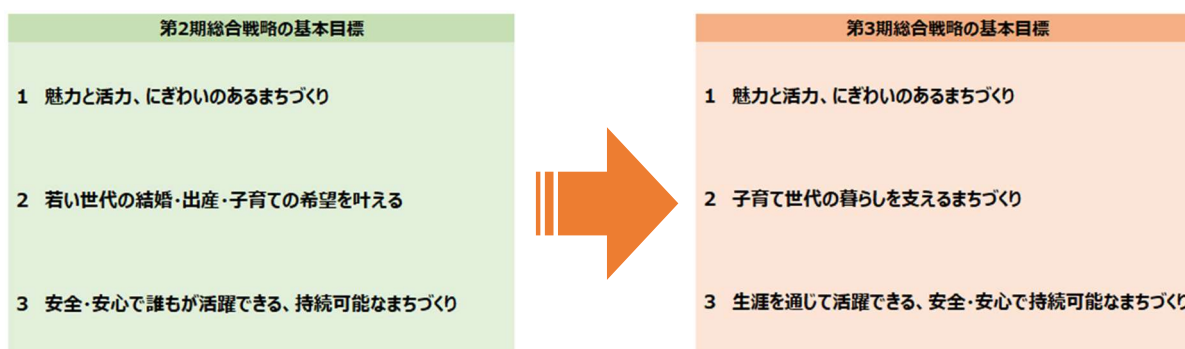 第2期総合戦略の基本目標
1 魅力と活力、にぎわいのあるまちづくり
2 若い世代の結婚・出産・子育ての希望を叶える
3 安全・安心で誰もが活躍できる、持続可能なまちづくり
第3期総合戦略の基本目標
1 魅力と活力、にぎわいのあるまちづくり
2 子育て世代の暮らしを支えるまちづくり
3 生涯を通じて活躍できる、安全・安心で持続可能なまちづくり